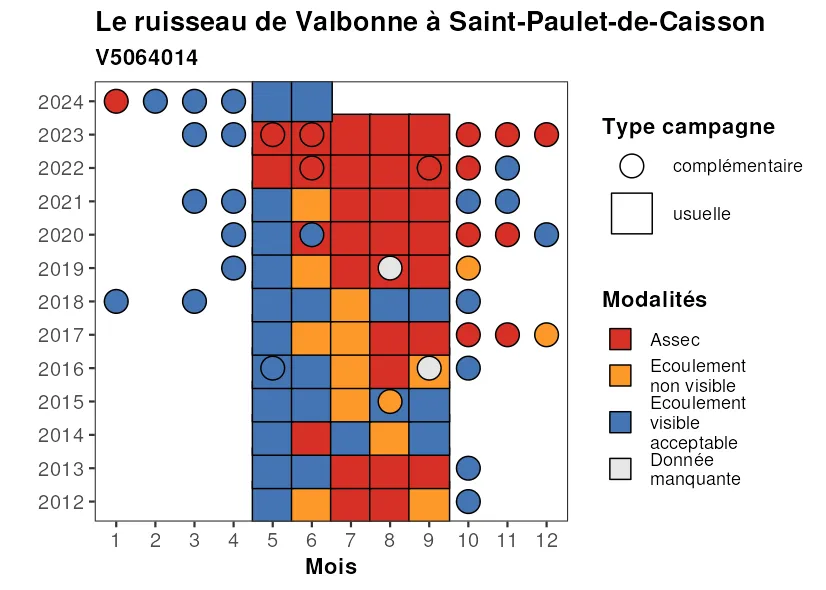 Le ruisseau de Valbonne à Saint-Paulet-de-Caisson
V5064014
2024
2023
2022
2021
2020
2019
2018
2017
2016
2015
2014
2013
2012
1 2 3 4 5 6 7 8 9 10 11 12
Mois
Type campagne
complémentaire
usuelle
Modalités
Assec
Ecoulement
non visible
Ecoulement
visible
acceptable
Donnée
manquante